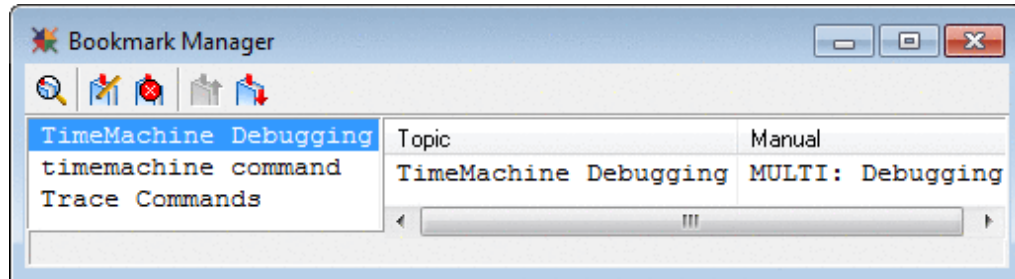 Bookmark Manager
TimeMachine Debugging
timemachine command
Trace Commands
Topic Manual
TimeMachine Debugging MULTI: Debugging